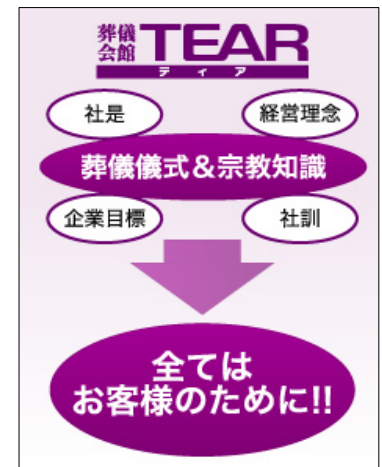 葬儀
会館
TEAR
ティア
社是
経営理念
葬儀儀式＆宗教知識
企業目標
社訓
全ては
お客様のために!!